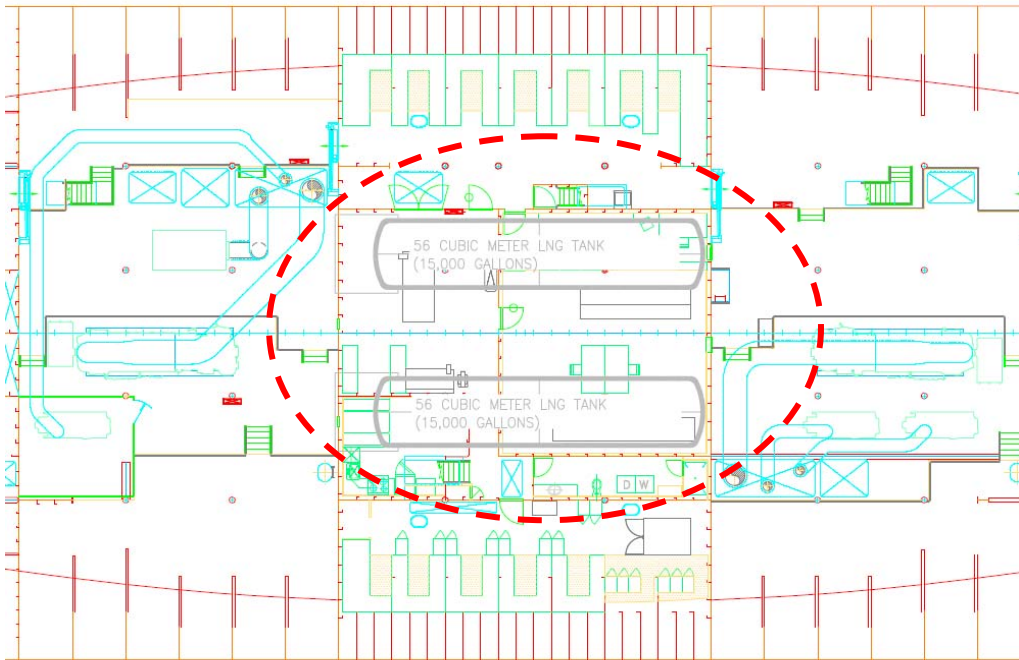 56 CUBIC METER LNG TANK
(15,000 GALLONS)
56 CUBIC METER LNG TANK
(15,000 GALLONS)
D W